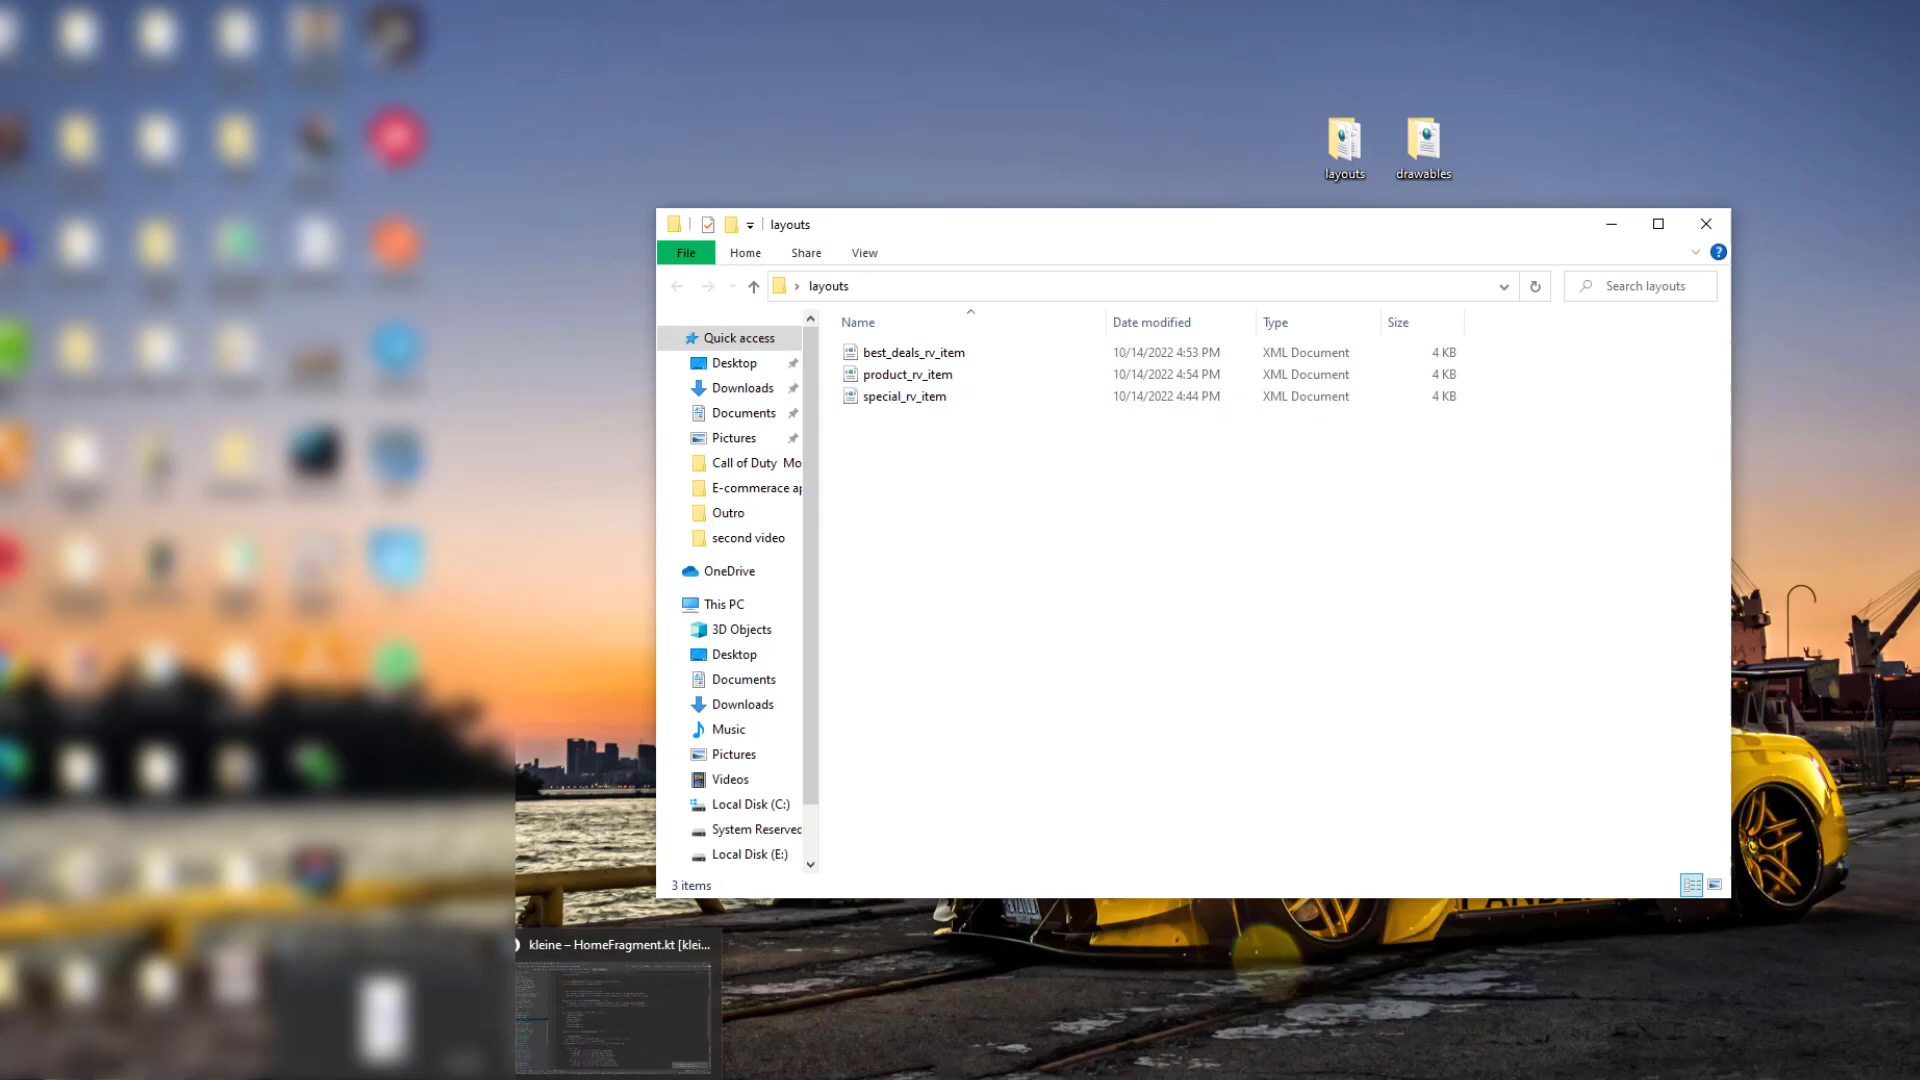 layouts
drawables
layouts
File
Home
Share
View
layouts
Search layouts
Name
Date modified
Type
Size
best_deals_rv_item
10/14/2022 4:53 PM
XML Document
4 KB
product_rv_item
10/14/2022 4:54 PM
XML Document
4 KB
special_rv_item
10/14/2022 4:44 PM
XML Document
4 KB
Quick access
Desktop
Downloads
Documents
Pictures
Call of Duty Mo
E-commerace ap
Outro
second video
OneDrive
This PC
3D Objects
Desktop
Documents
Downloads
Music
Pictures
Videos
Local Disk (C:)
System Reserved
Local Disk (E:)
3 items
kleine – HomeFragment.kt [klei...